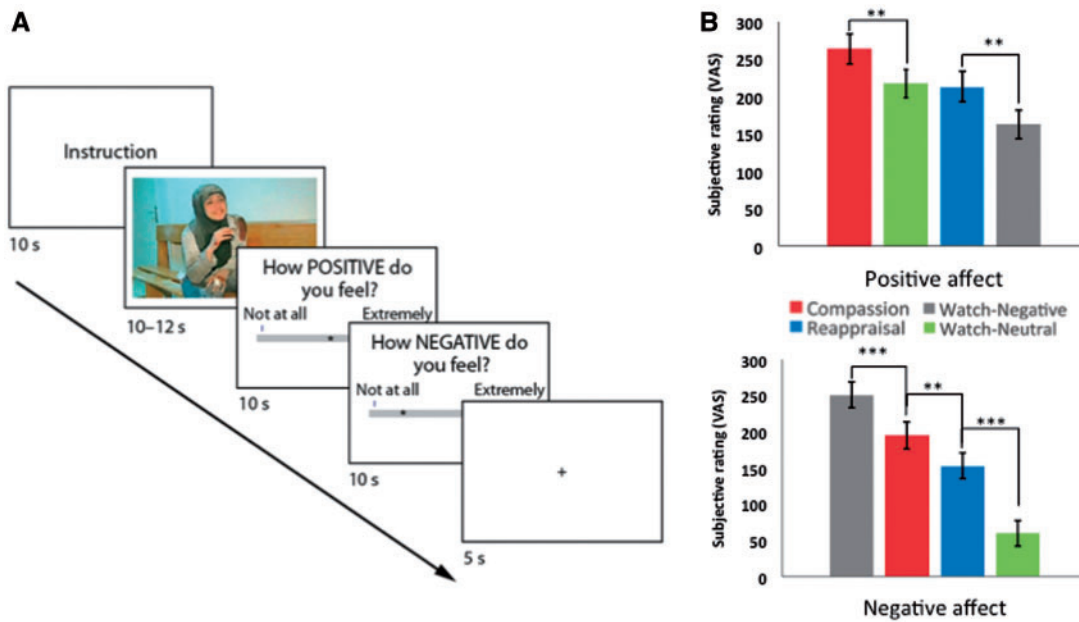 A
Instruction
10 s
10–12 s
How POSITIVE do
you feel?
Not at all Extremely
10 s
How NEGATIVE do
you feel?
Not at all Extremely
10 s
+
5 s
B
Subjective rating (VAS)
300
250
200
150
100
50
0
**
**
Positive affect
Compassion
Watch-Negative
Reappraisal
Watch-Neutral
Subjective rating (VAS)
300
250
200
150
100
50
0
***
**
***
Negative affect